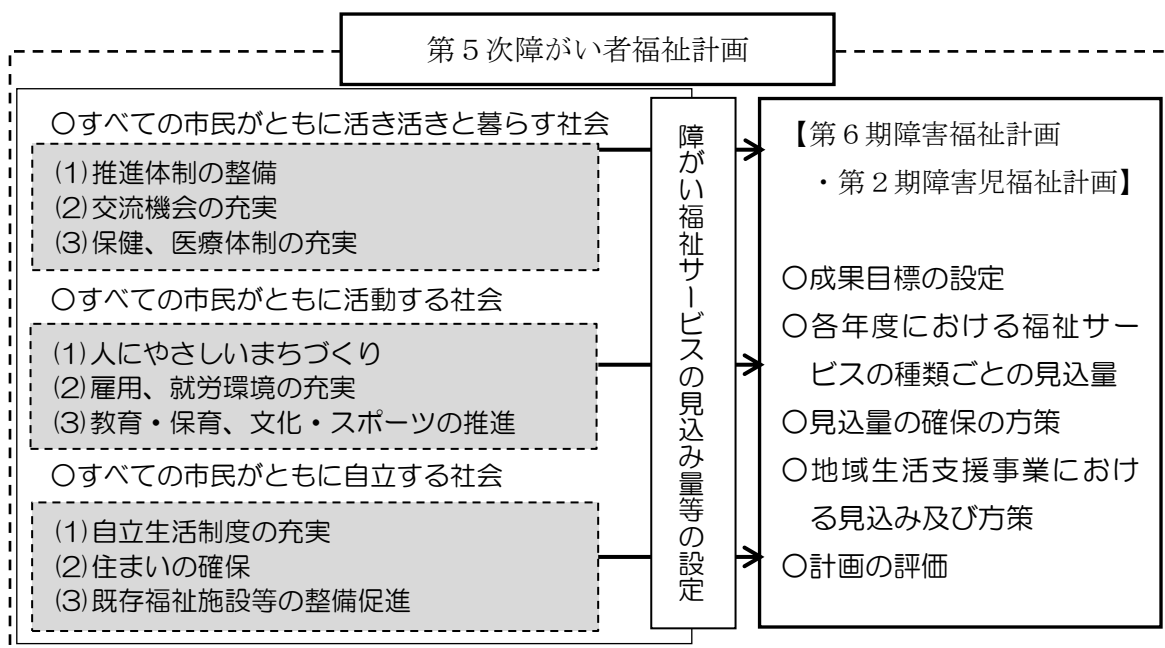 第５次障がい者福祉計画
○すべての市民がともに活き活きと暮らす社会
(1)推進体制の整備
(2)交流機会の充実
(3)保健、医療体制の充実
○すべての市民がともに活動する社会
(1)人にやさしいまちづくり
(2)雇用、就労環境の充実
(3)教育・保育、文化・スポーツの推進
○すべての市民がともに自立する社会
(1)自立生活制度の充実
(2)住まいの確保
(3)既存福祉施設等の整備促進
障がい福祉サービスの見込み量等の設定
【第６期障害福祉計画
・第２期障害児福祉計画】
○成果目標の設定
○各年度における福祉サー
ビスの種類ごとの見込量
○見込量の確保の方策
○地域生活支援事業におけ
る見込み及び方策
○計画の評価